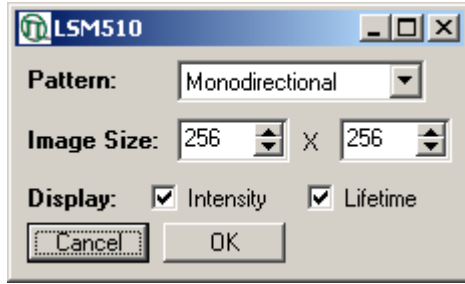 LSM510
Pattern: Monodirectional
Image Size: 256 X 256
Display: Intensity Lifetime
Cancel OK